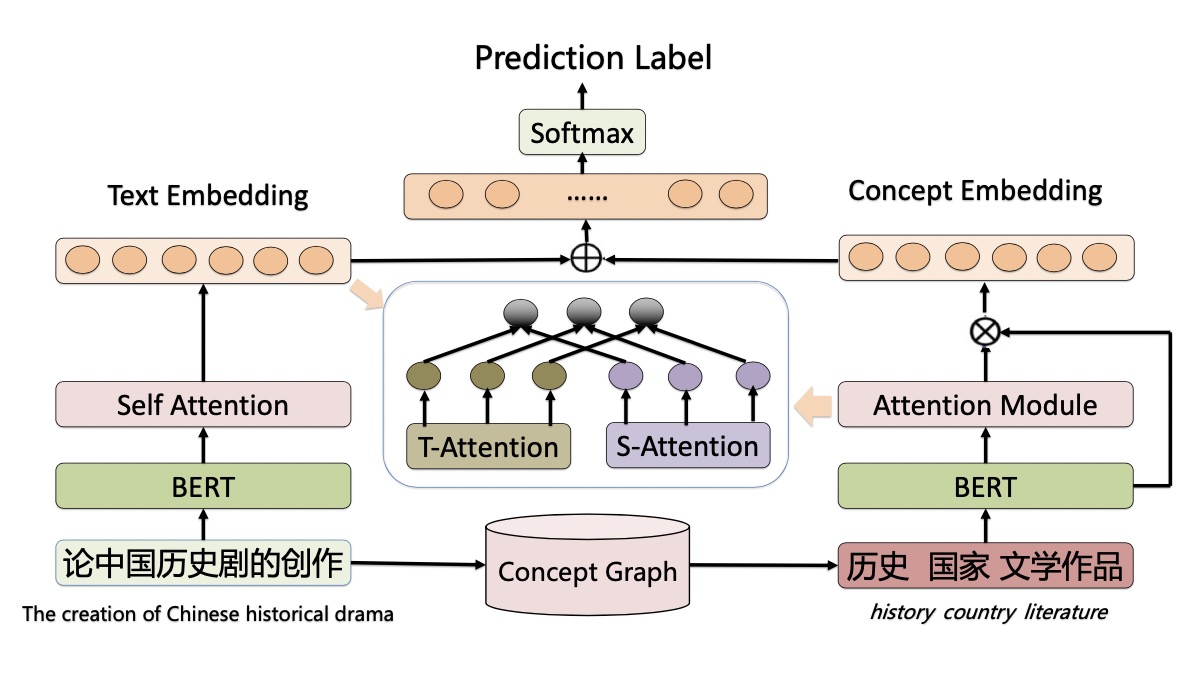 Prediction Label
Softmax
Text Embedding
......
Concept Embedding
Self Attention
T-Attention
S-Attention
Attention Module
BERT
BERT
论中国历史剧的创作
Concept Graph
历史 国家 文学作品
The creation of Chinese historical drama
history country literature